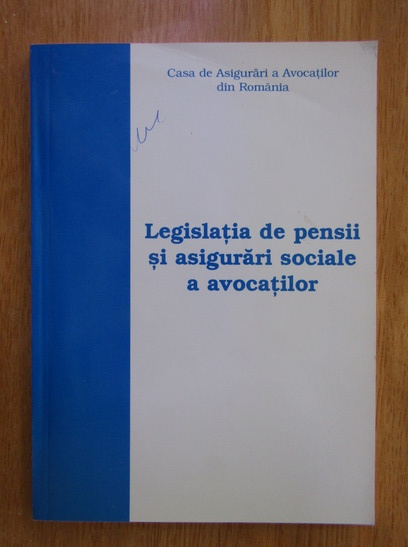 Casa de Asigurări a Avocaților
din România
Legislația de pensii
și asigurări sociale
a avocaților